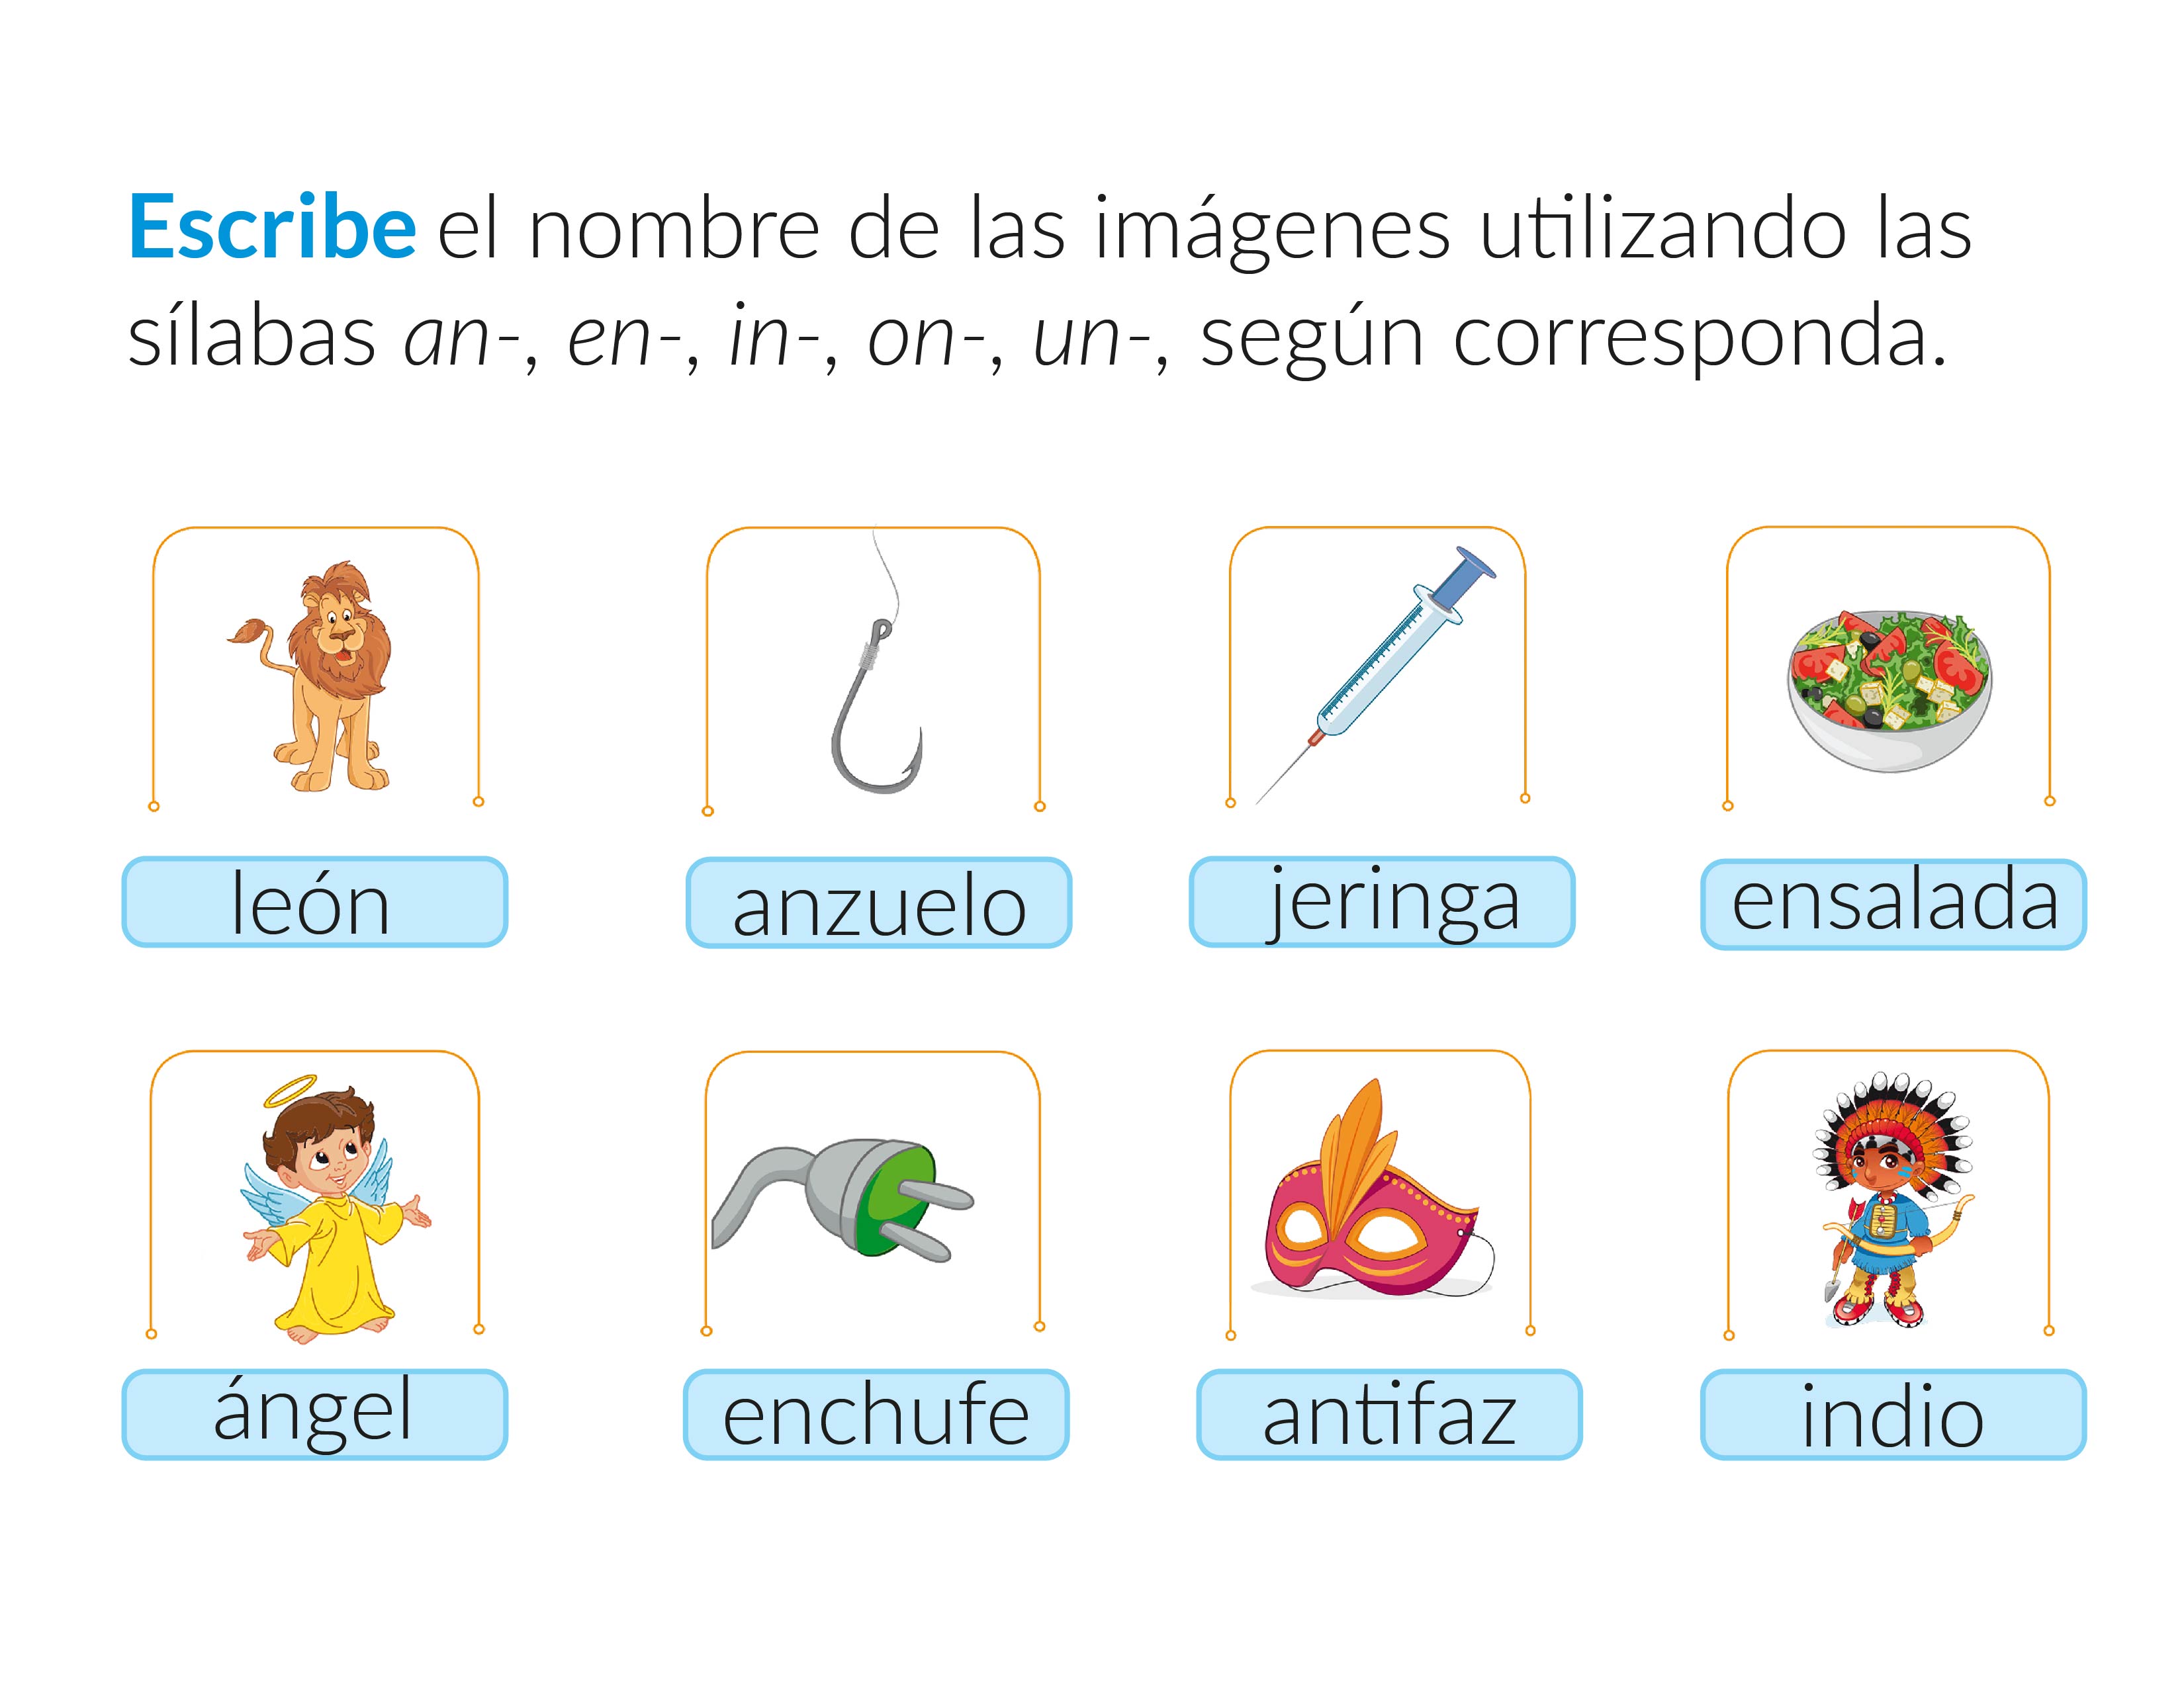 Escribe el nombre de las imágenes utilizando las
sílabas an-, en-, in-, on-, un-, según corresponda.
león
anzuelo
jeringa
ensalada
ángel
enchufe
antifaz
indio